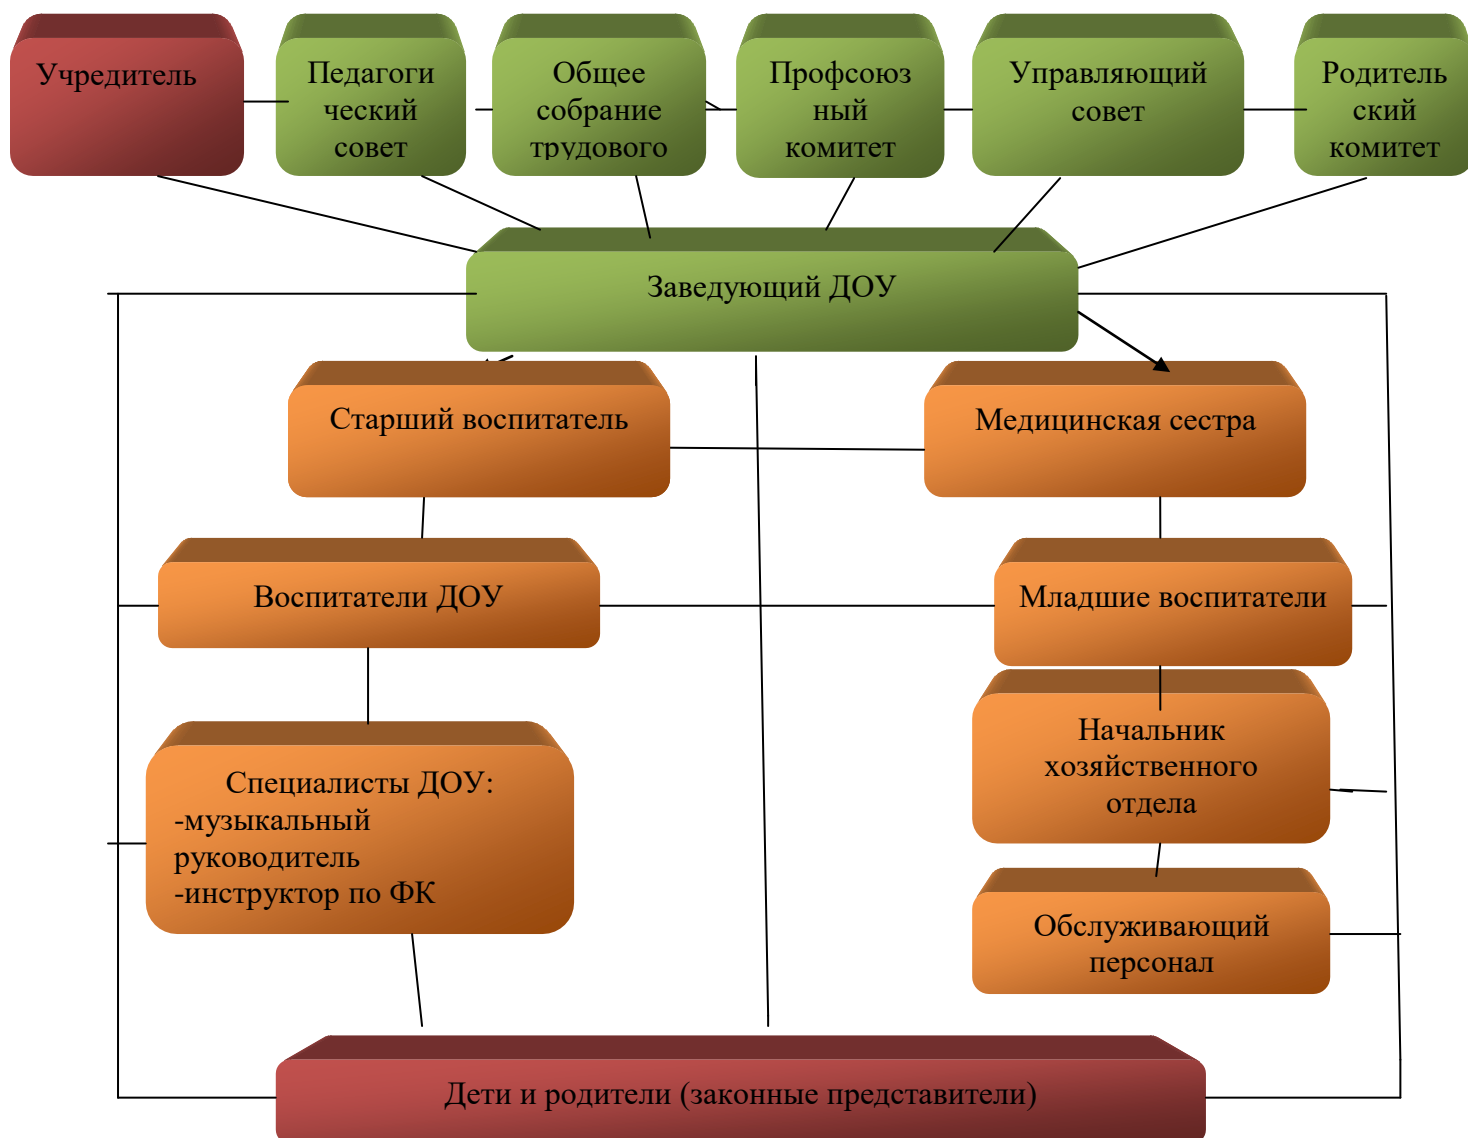 Учредитель
Педагоги
ческий
совет
Общее
собрание
трудового
Профсоюз
ный
комитет
Управляющий
совет
Родитель
ский
комитет
Заведующий ДОУ
Старший воспитатель
Медицинская сестра
Воспитатели ДОУ
Младшие воспитатели
Специалисты ДОУ:
-музыкальный
руководитель
-инструктор по ФК
Начальник
хозяйственного
отдела
Обслуживающий
персонал
Дети и родители (законные представители)